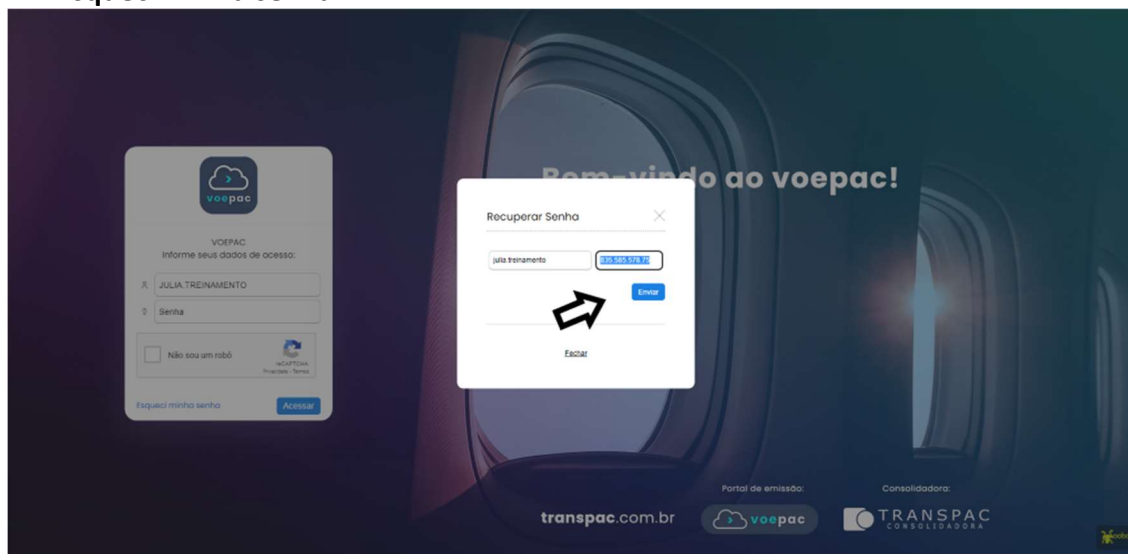 Bem-vindo ao voepac!
voepac
VOEPAC
Informe seus dados de acesso:
JULIA.TREINAMENTO
Senha
Não sou um robô
reCAPTCHA
Privacidade - Termos
Esqueci minha senha
Acessar
Recuperar Senha
julia.treinamento
Enviar
Fechar
Portal de emissão:
Consolidadora:
transpac.com.br
voepac
TRANSPAC
CONSOLIDADORA